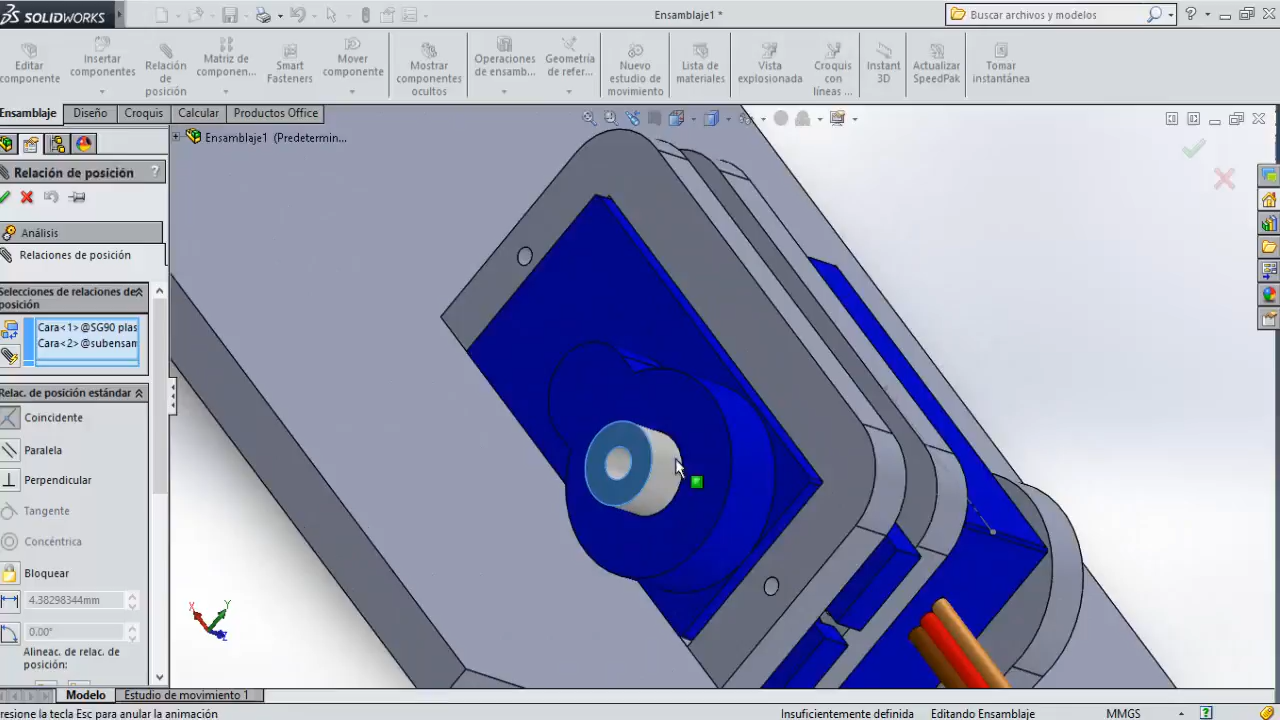 SOLIDWORKS
Ensamblaje1 *
Buscar archivos y modelos
Editar componente
Insertar componentes
Relación de posición
Matriz de componen...
Smart Fasteners
Mover componente
Mostrar componentes ocultos
Operaciones de ensamb...
Geometría de refer...
Nuevo estudio de movimiento
Lista de materiales
Vista explosionada
Croquis con líneas ...
Instant 3D
Actualizar SpeedPak
Tomar instantánea
Ensamblaje
Diseño
Croquis
Calcular
Productos Office
Ensamblaje1 (Predetermin...
Relación de posición
?
Análisis
Relaciones de posición
Selecciones de relaciones de
posición
Cara<1>@SG90 plas
Cara<2>@subensan
Relac. de posición estándar
Coincidente
Paralela
Perpendicular
Tangente
Concéntrica
Bloquear
4.38298344mm
0.00°
Alineac. de relac. de
posición:
X
Y
Z
Modelo
Estudio de movimiento 1
resione la tecla Esc para anular la animación
Insuficientemente definida
Editando Ensamblaje
MMGS